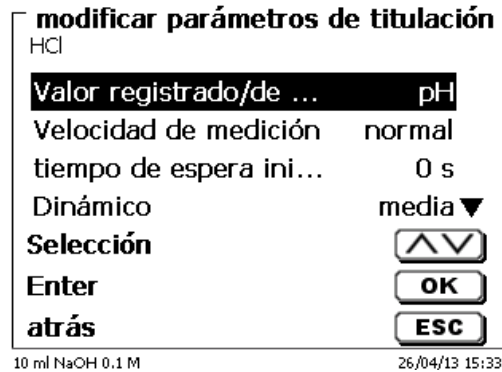 modificar parámetros de titulación
HCl
Valor registrado/de ... pH
Velocidad de medición normal
tiempo de espera ini... 0 s
Dinámico media▼
Selección
Enter OK
atrás ESC
10 ml NaOH 0.1 M 26/04/13 15:33